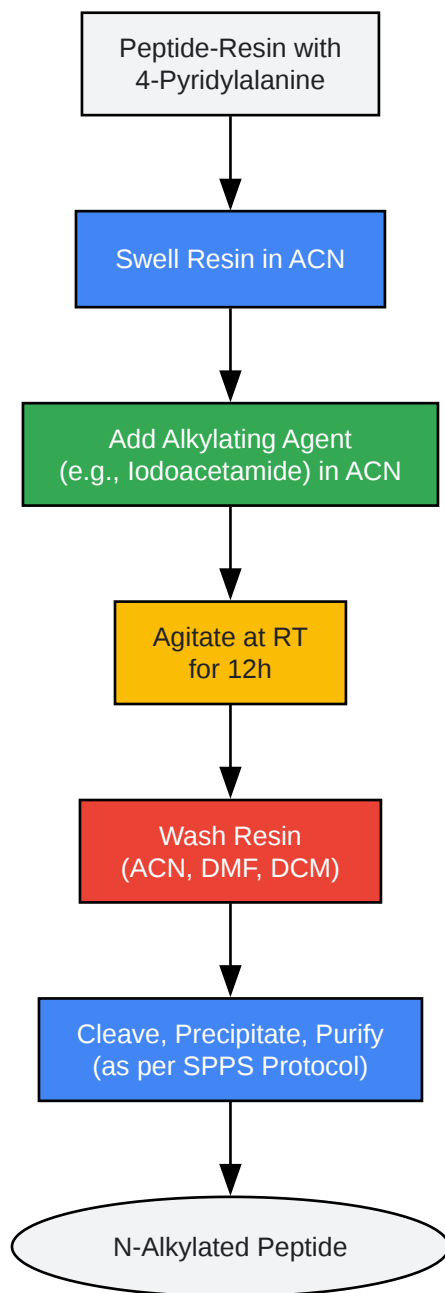 Peptide-Resin with
4-Pyridylalanine
Swell Resin in ACN
Add Alkylating Agent
(e.g., Iodoacetamide) in ACN
Agitate at RT
for 12h
Wash Resin
(ACN, DMF, DCM)
Cleave, Precipitate, Purify
(as per SPPS Protocol)
N-Alkylated Peptide